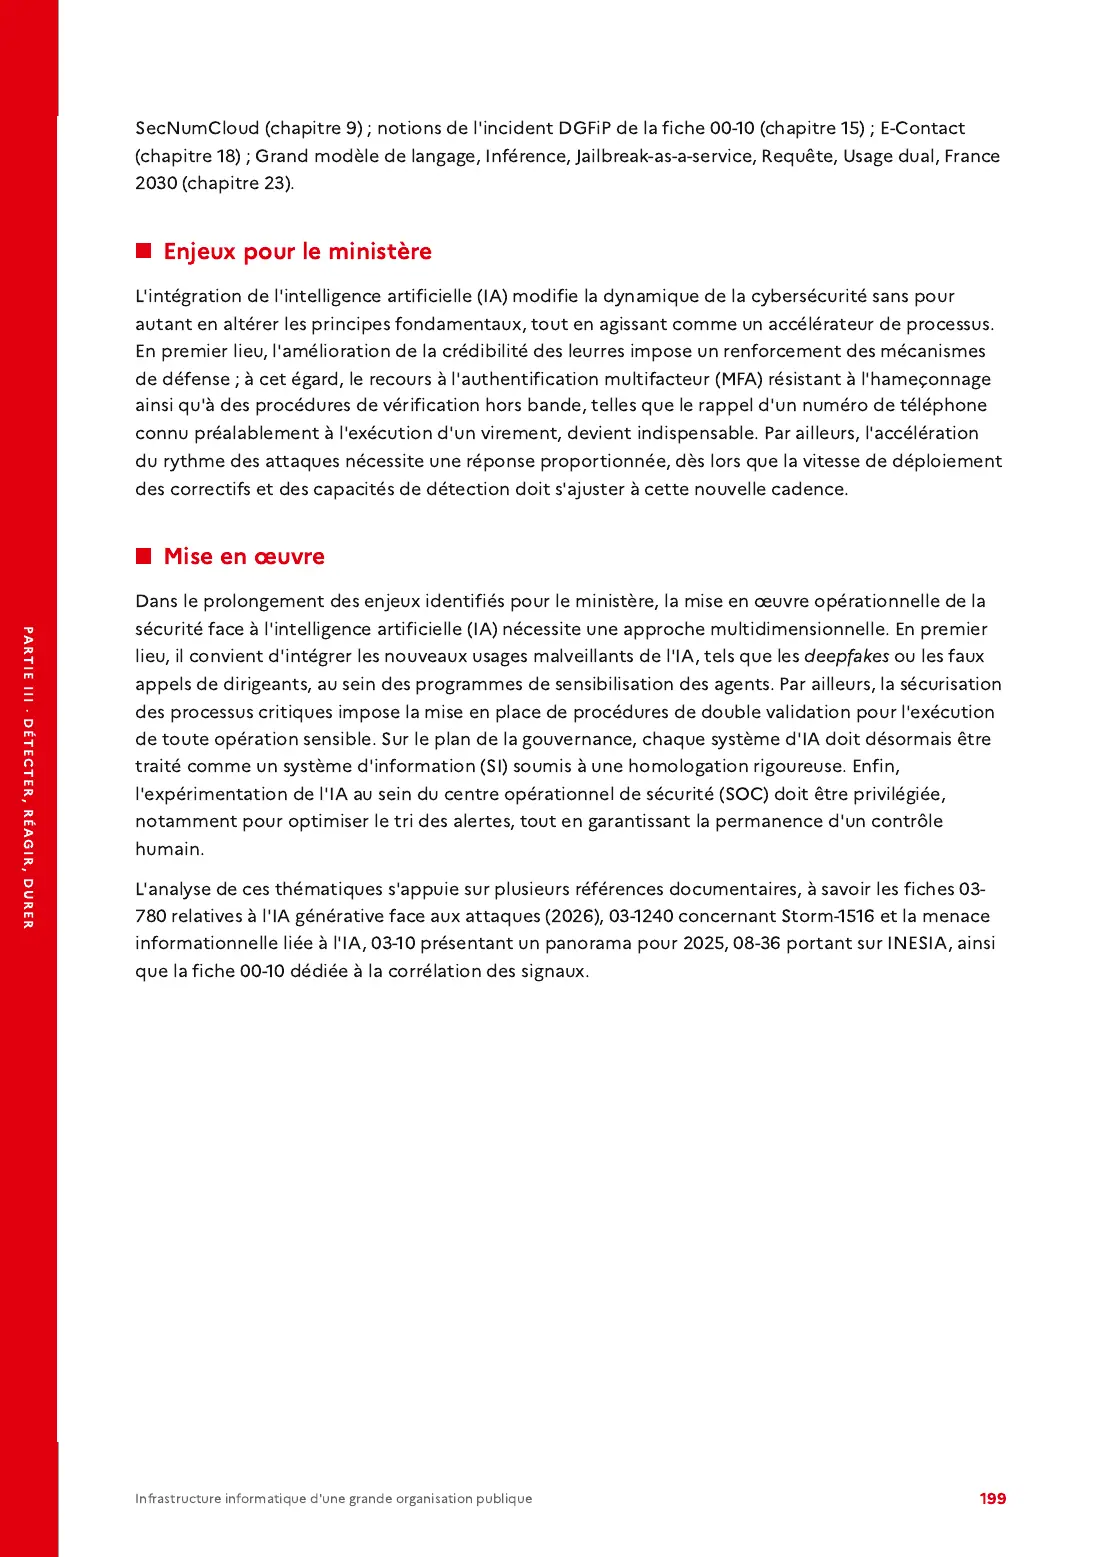 SecNumCloud (chapitre 9) ; notions de l'incident DGFiP de la fiche 00-10 (chapitre 15) ; E-Contact
(chapitre 18) ; Grand modèle de langage, Inférence, Jailbreak-as-a-service, Requête, Usage dual, France
2030 (chapitre 23).
Enjeux pour le ministère
L'intégration de l'intelligence artificielle (IA) modifie la dynamique de la cybersécurité sans pour
autant en altérer les principes fondamentaux, tout en agissant comme un accélérateur de processus.
En premier lieu, l'amélioration de la crédibilité des leurres impose un renforcement des mécanismes
de défense ; à cet égard, le recours à l'authentification multifacteur (MFA) résistant à l'hameçonnage
ainsi qu'à des procédures de vérification hors bande, telles que le rappel d'un numéro de téléphone
connu préalablement à l'exécution d'un virement, devient indispensable. Par ailleurs, l'accélération
du rythme des attaques nécessite une réponse proportionnée, dès lors que la vitesse de déploiement
des correctifs et des capacités de détection doit s'ajuster à cette nouvelle cadence.
Mise en œuvre
Dans le prolongement des enjeux identifiés pour le ministère, la mise en œuvre opérationnelle de la
sécurité face à l'intelligence artificielle (IA) nécessite une approche multidimensionnelle. En premier
lieu, il convient d'intégrer les nouveaux usages malveillants de l'IA, tels que les deepfakes ou les faux
appels de dirigeants, au sein des programmes de sensibilisation des agents. Par ailleurs, la sécurisation
des processus critiques impose la mise en place de procédures de double validation pour l'exécution
de toute opération sensible. Sur le plan de la gouvernance, chaque système d'IA doit désormais être
traité comme un système d'information (SI) soumis à une homologation rigoureuse. Enfin,
l'expérimentation de l'IA au sein du centre opérationnel de sécurité (SOC) doit être privilégiée,
notamment pour optimiser le tri des alertes, tout en garantissant la permanence d'un contrôle
humain.
L'analyse de ces thématiques s'appuie sur plusieurs références documentaires, à savoir les fiches 03-
780 relatives à l'IA générative face aux attaques (2026), 03-1240 concernant Storm-1516 et la menace
informationnelle liée à l'IA, 03-10 présentant un panorama pour 2025, 08-36 portant sur INESIA, ainsi
que la fiche 00-10 dédiée à la corrélation des signaux.
PARTIE III · DÉTECTER, RÉAGIR, DURER
Infrastructure informatique d'une grande organisation publique
199